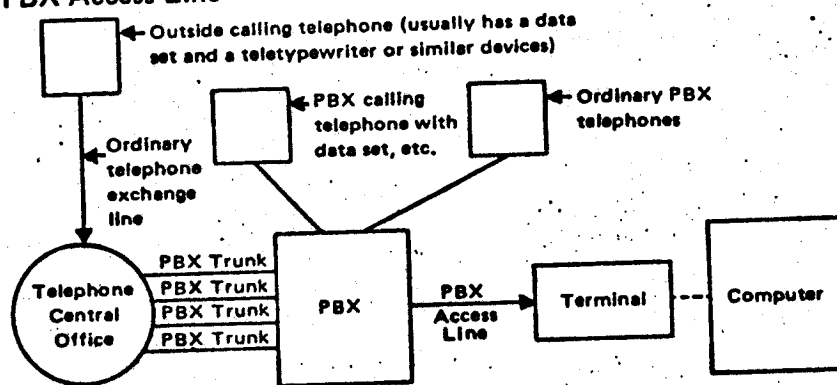 PBX Access Line
Outside calling telephone (usually has a data
set and a teletypewriter or similar devices)
PBX calling
telephone with
data set, etc.
Ordinary PBX
telephones
Ordinary
telephone
exchange
line
Telephone
Central
Office
PBX Trunk
PBX Trunk
PBX Trunk
PBX Trunk
PBX
PBX
Access
Line
Terminal
Computer